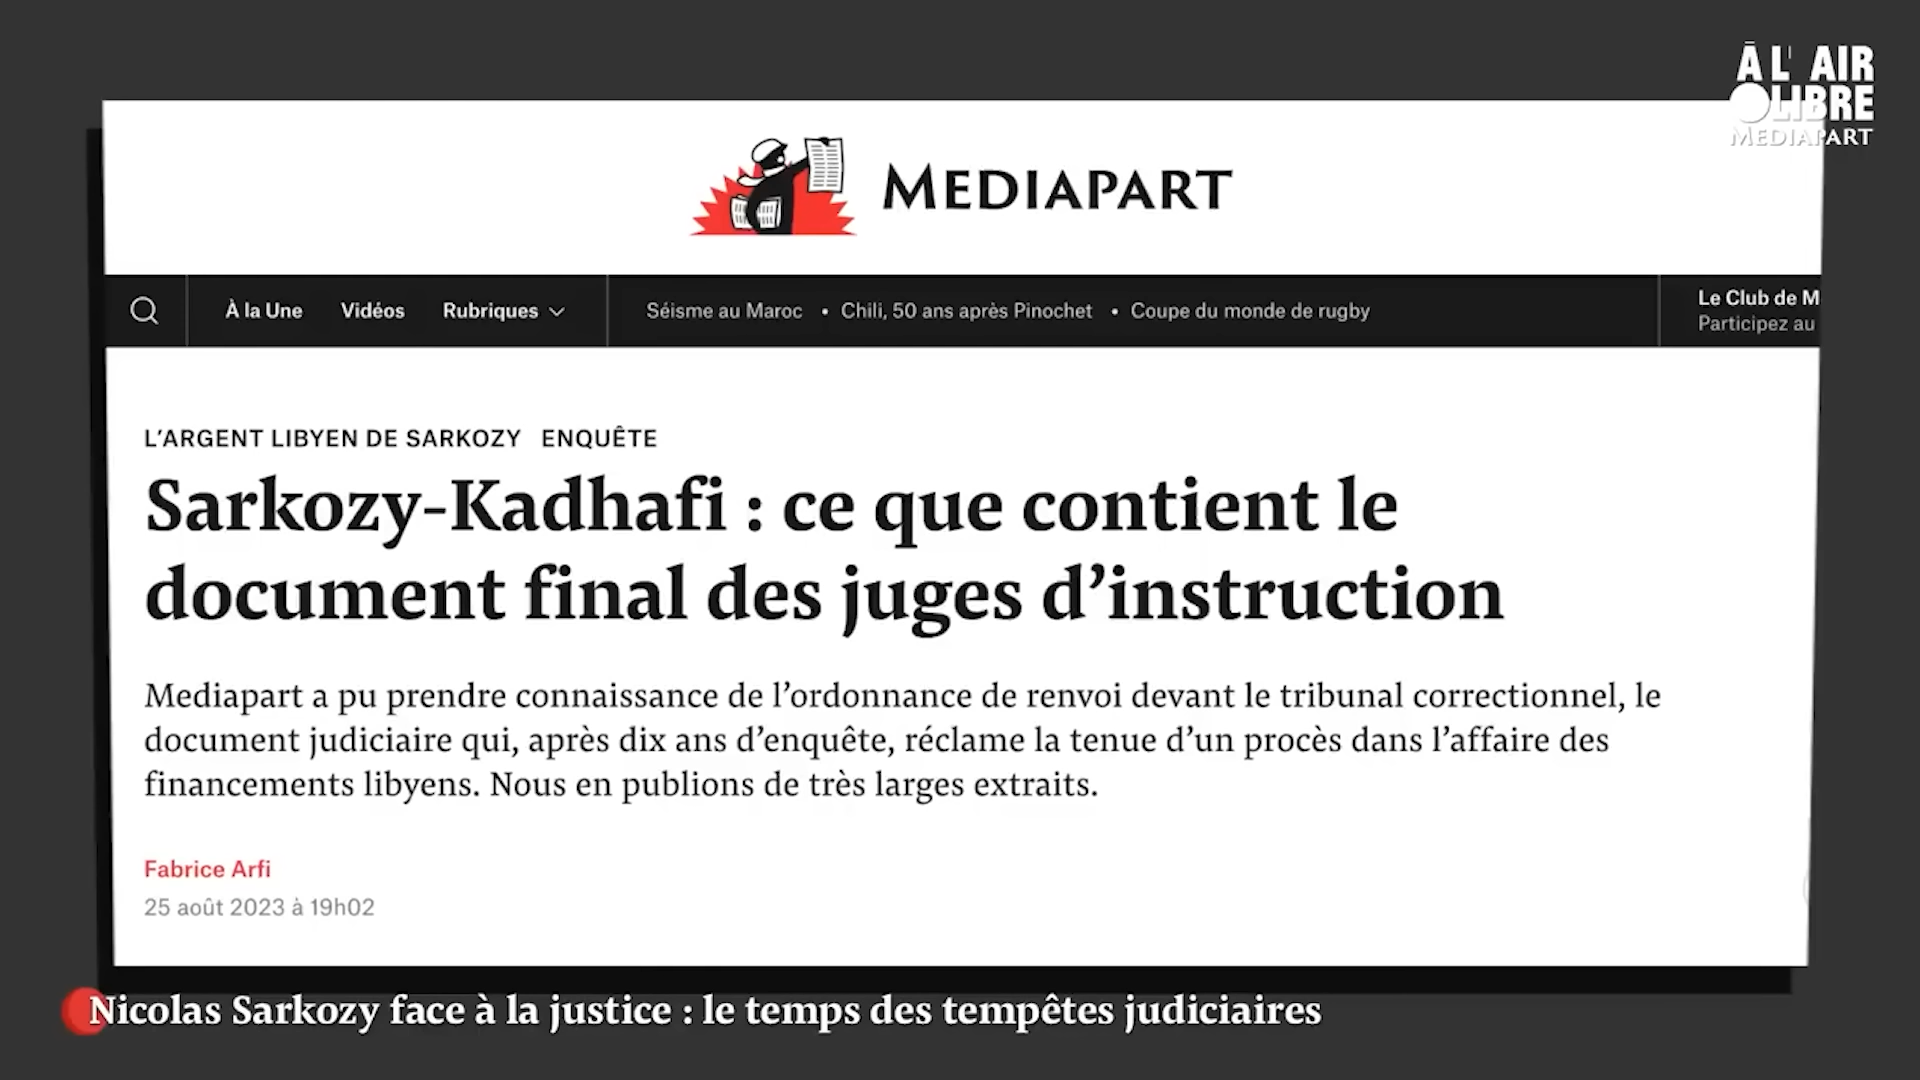 À L' AIR
LIBRE
MEDIAPART
MEDIAPART
À la Une
Vidéos
Rubriques
Séisme au Maroc • Chili, 50 ans après Pinochet • Coupe du monde de rugby
Le Club de M
Participez au
L'ARGENT LIBYEN DE SARKOZY ENQUÊTE
Sarkozy-Kadhafi : ce que contient le
document final des juges d'instruction
Mediapart a pu prendre connaissance de l'ordonnance de renvoi devant le tribunal correctionnel, le
document judiciaire qui, après dix ans d'enquête, réclame la tenue d'un procès dans l'affaire des
financements libyens. Nous en publions de très larges extraits.
Fabrice Arfi
25 août 2023 à 19h02
Nicolas Sarkozy face à la justice : le temps des tempêtes judiciaires